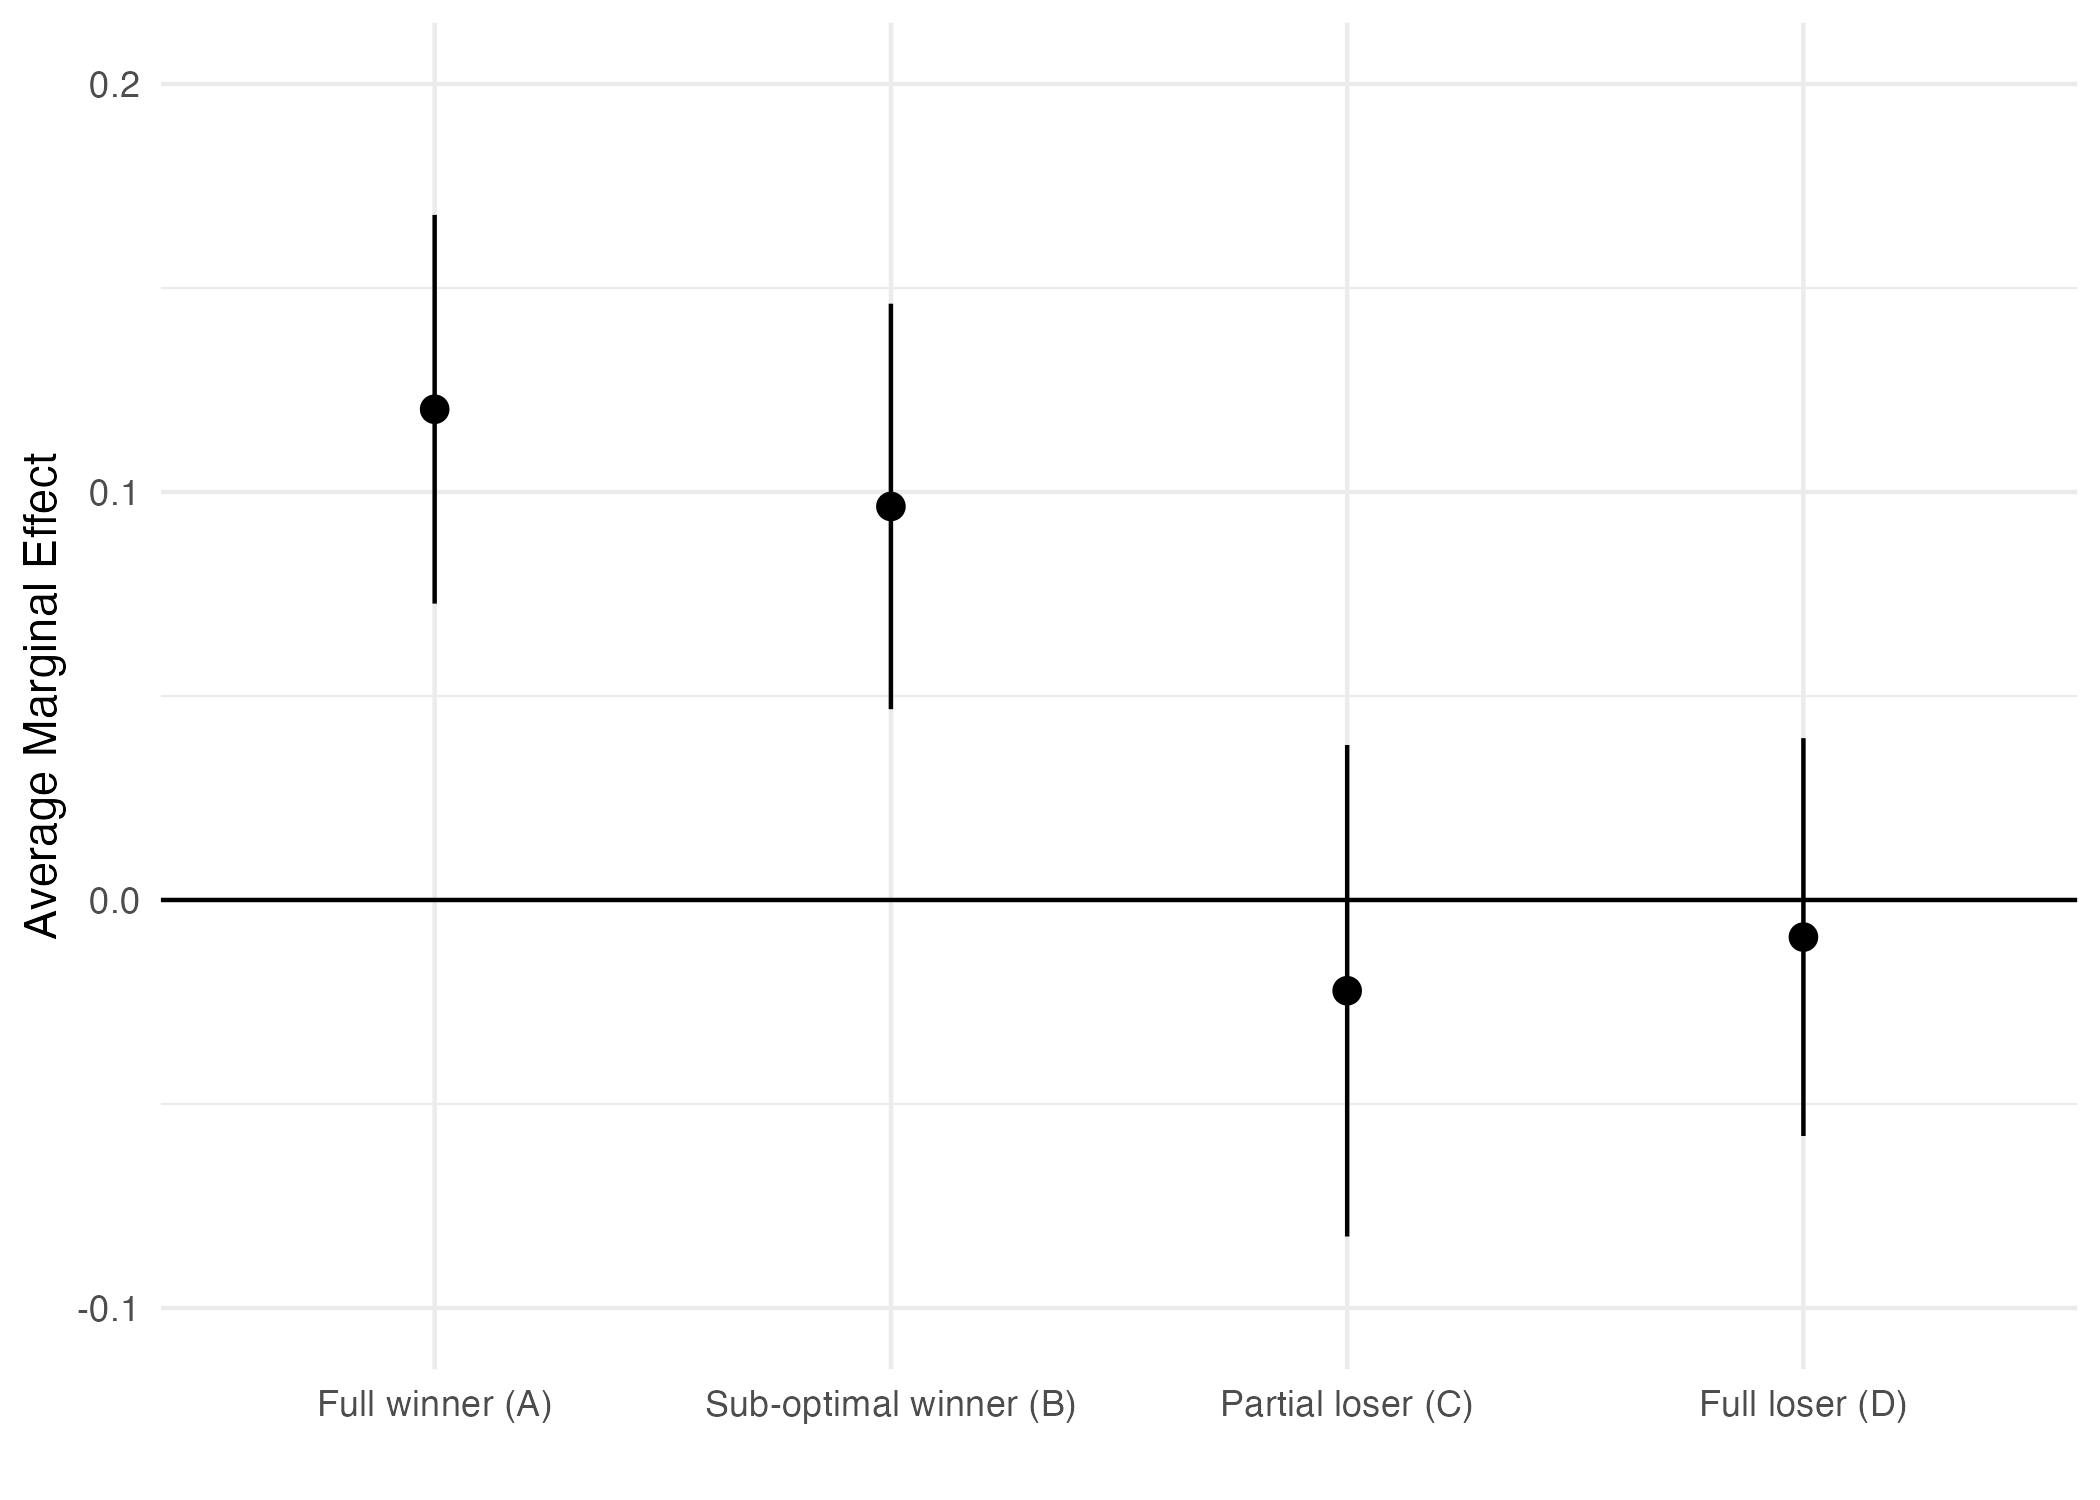 Average Marginal Effect
0.2
0.1
0.0
-0.1
Full winner (A)
Sub-optimal winner (B)
Partial loser (C)
Full loser (D)